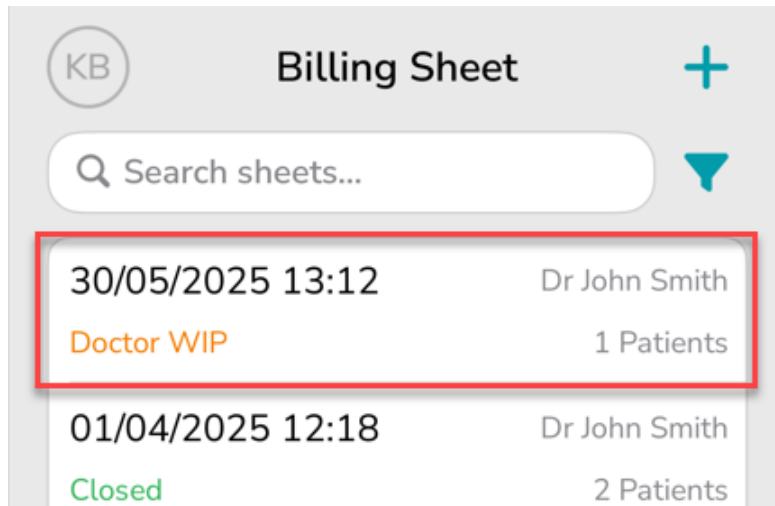 KB Billing Sheet
Search sheets...
30/05/2025 13:12 Dr John Smith
Doctor WIP 1 Patients
01/04/2025 12:18 Dr John Smith
Closed 2 Patients